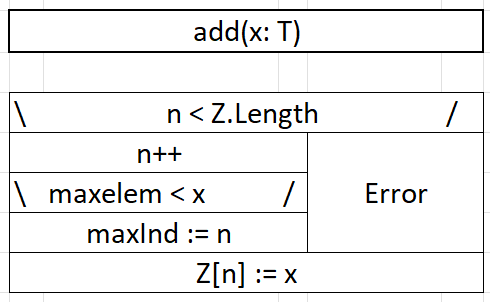 add(x: T)
\ n < Z.Length /
n++
\ maxelem < x /
Error
maxInd := n
Z[n] := x